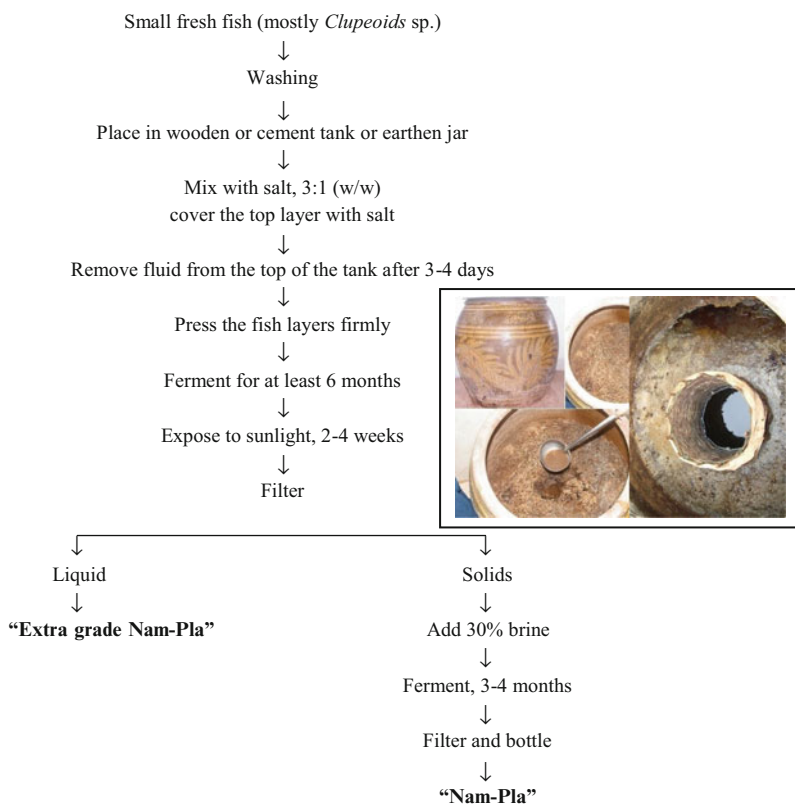 Small fresh fish (mostly Clupeoids sp.)
↓
Washing
↓
Place in wooden or cement tank or earthen jar
↓
Mix with salt, 3:1 (w/w)
cover the top layer with salt
↓
Remove fluid from the top of the tank after 3-4 days
↓
Press the fish layers firmly
↓
Ferment for at least 6 months
↓
Expose to sunlight, 2-4 weeks
↓
Filter
↓ ↓
Liquid Solids
↓ ↓
“Extra grade Nam-Pla” Add 30% brine
↓
Ferment, 3-4 months
↓
Filter and bottle
↓
“Nam-Pla”